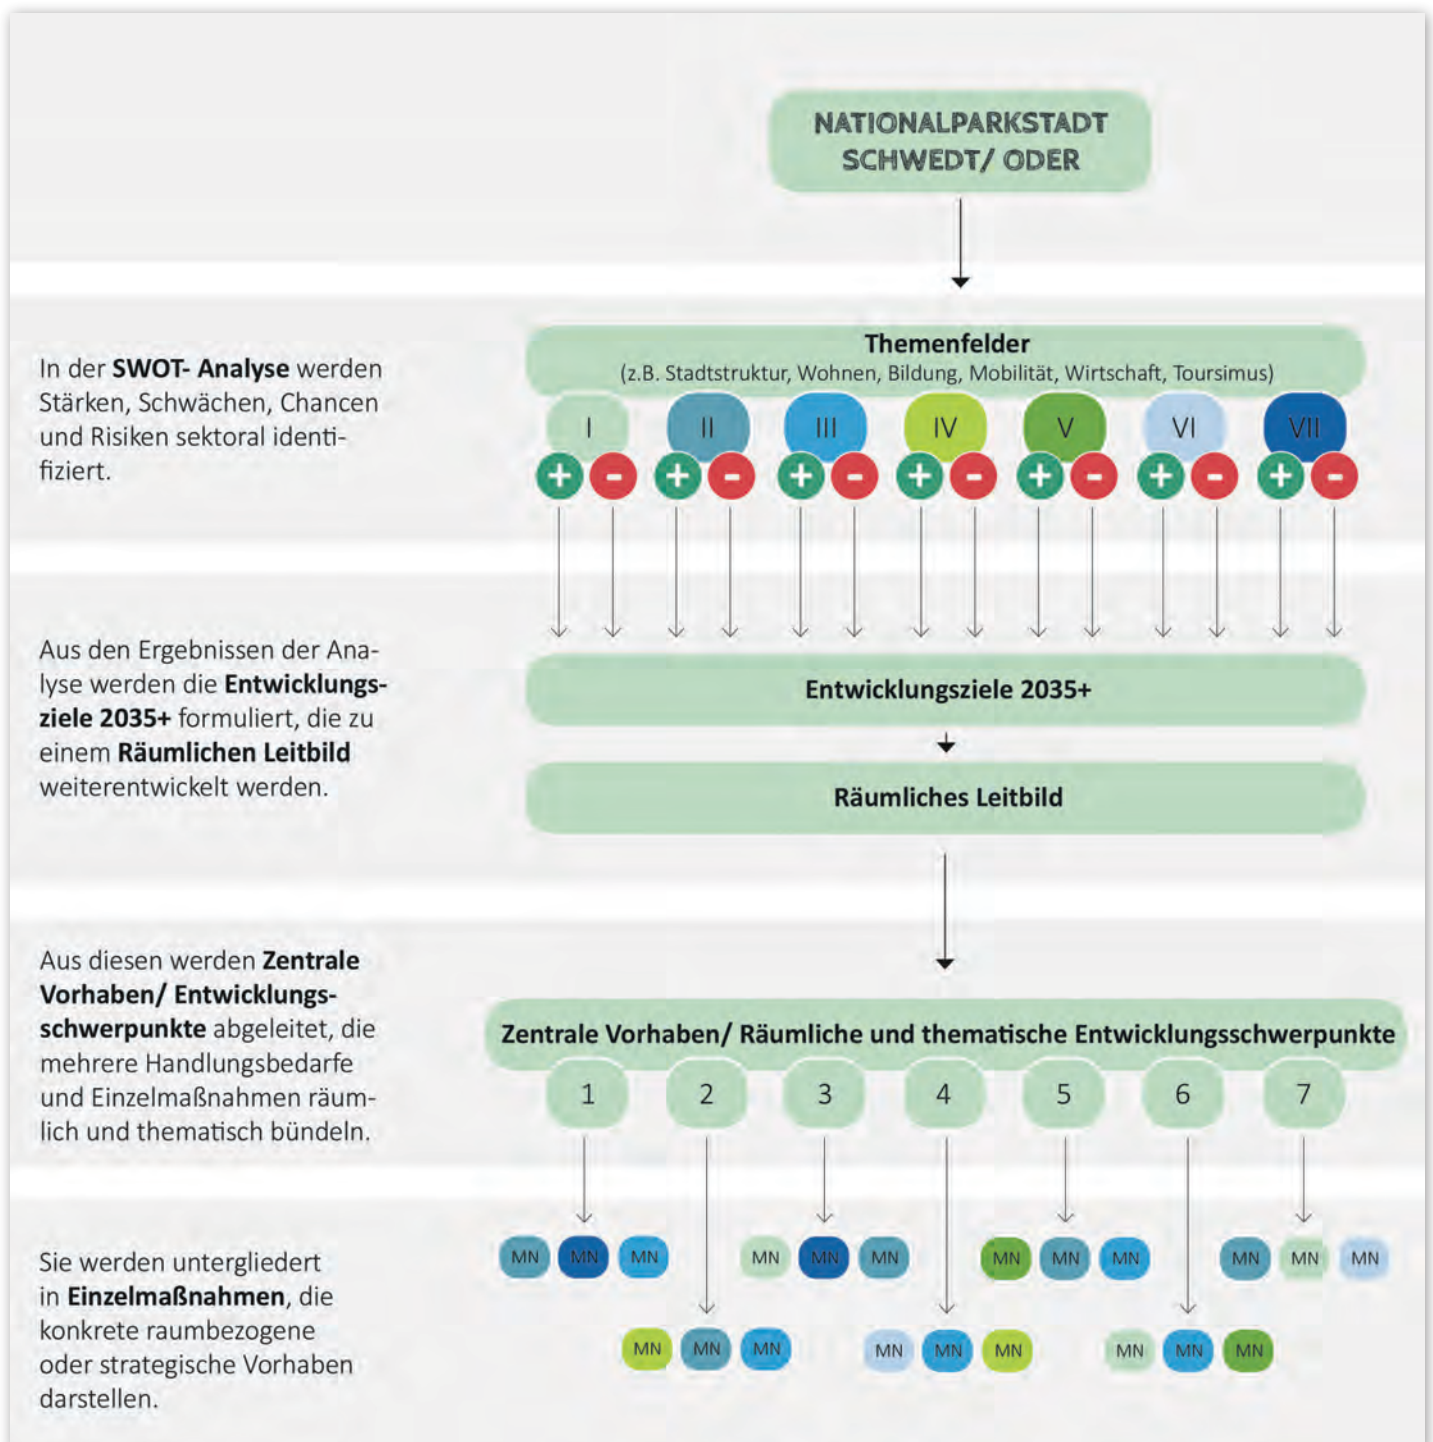 NATIONALPARKSTADT
SCHWEDT/ ODER
In der SWOT- Analyse werden
Stärken, Schwächen, Chancen
und Risiken sektoral identi-
fiziert.
Themenfelder
(z.B. Stadtstruktur, Wohnen, Bildung, Mobilität, Wirtschaft, Toursimus)
I II III IV V VI VII
+ - + - + - + - + - + - + -
Aus den Ergebnissen der Ana-
lyse werden die Entwicklungs-
ziele 2035+ formuliert, die zu
einem Räumlichen Leitbild
weiterentwickelt werden.
Entwicklungsziele 2035+
Räumliches Leitbild
Aus diesen werden Zentrale
Vorhaben/ Entwicklungs-
schwerpunkte abgeleitet, die
mehrere Handlungsbedarfe
und Einzelmaßnahmen räum-
lich und thematisch bündeln.
Zentrale Vorhaben/ Räumliche und thematische Entwicklungsschwerpunkte
1 2 3 4 5 6 7
Sie werden untergliedert
in Einzelmaßnahmen, die
konkrete raumbezogene
oder strategische Vorhaben
darstellen.
MN MN MN MN MN MN MN MN MN MN MN MN
MN MN MN MN MN MN MN MN MN